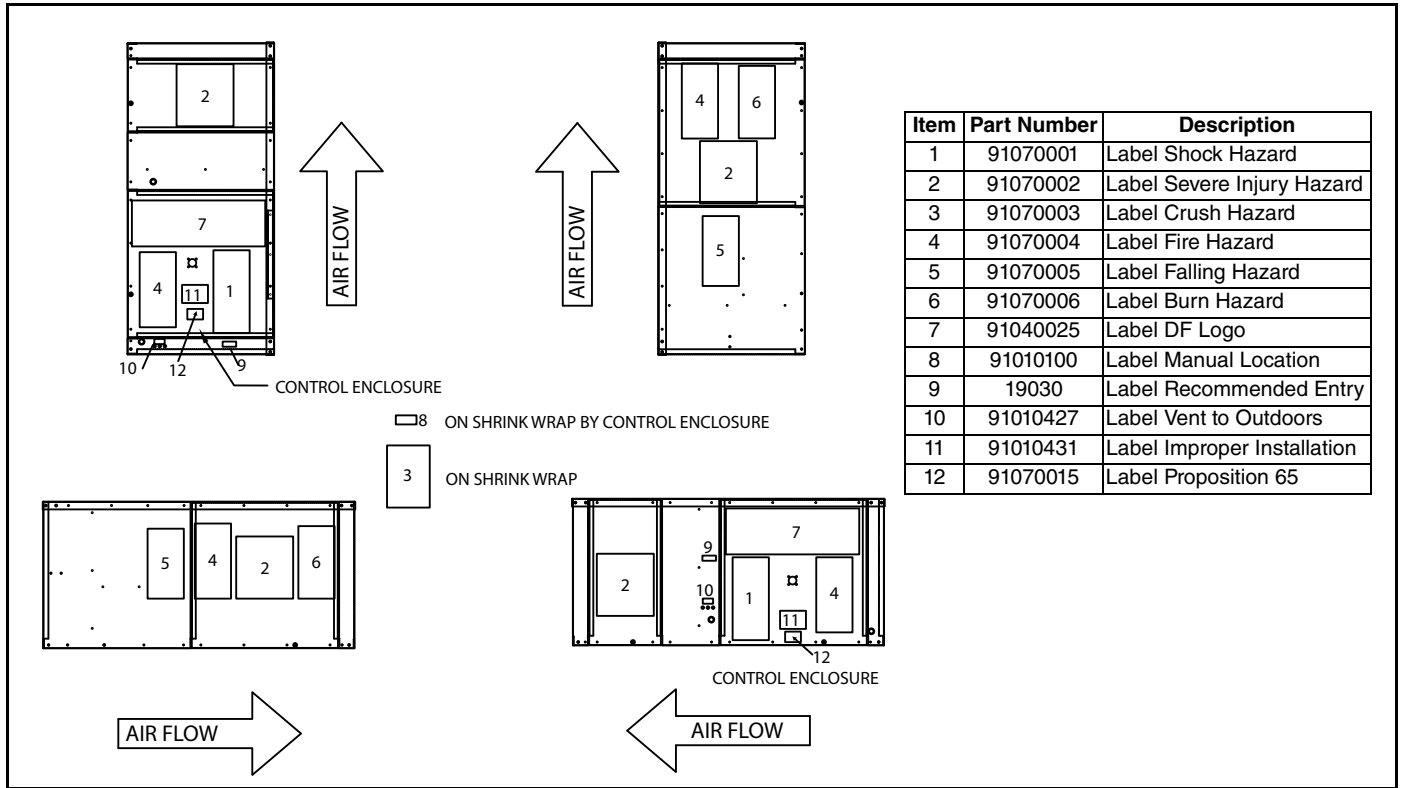 2
7
4
11
1
10
12
9
CONTROL ENCLOSURE
AIR FLOW
4
6
2
5
AIR FLOW
8 ON SHRINK WRAP BY CONTROL ENCLOSURE
3 ON SHRINK WRAP
5
4
2
6
AIR FLOW
2
9
10
7
1
11
4
12
CONTROL ENCLOSURE
AIR FLOW
Item Part Number Description
1 91070001 Label Shock Hazard
2 91070002 Label Severe Injury Hazard
3 91070003 Label Crush Hazard
4 91070004 Label Fire Hazard
5 91070005 Label Falling Hazard
6 91070006 Label Burn Hazard
7 91040025 Label DF Logo
8 91010100 Label Manual Location
9 19030 Label Recommended Entry
10 91010427 Label Vent to Outdoors
11 91010431 Label Improper Installation
12 91070015 Label Proposition 65